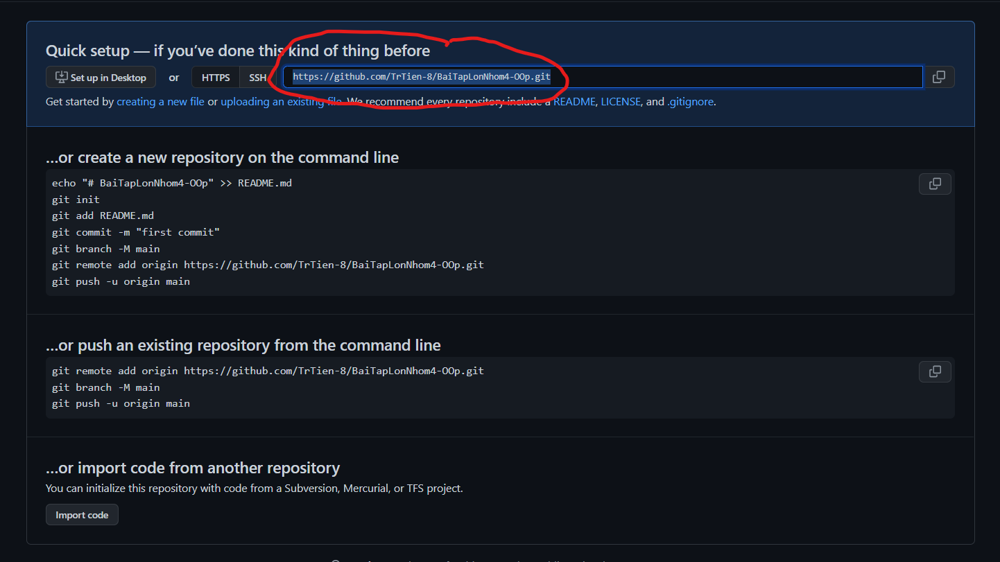 Quick setup — if you've done this kind of thing before
Set up in Desktop or HTTPS SSH https://github.com/TrTien-8/BaiTapLonNhom4-OOp.git
Get started by creating a new file or uploading an existing file. We recommend every repository include a README, LICENSE, and .gitignore.
...or create a new repository on the command line
echo "# BaiTapLonNhom4-OOp" >> README.md
git init
git add README.md
git commit -m "first commit"
git branch -M main
git remote add origin https://github.com/TrTien-8/BaiTapLonNhom4-OOp.git
git push -u origin main
...or push an existing repository from the command line
git remote add origin https://github.com/TrTien-8/BaiTapLonNhom4-OOp.git
git branch -M main
git push -u origin main
...or import code from another repository
You can initialize this repository with code from a Subversion, Mercurial, or TFS project.
Import code